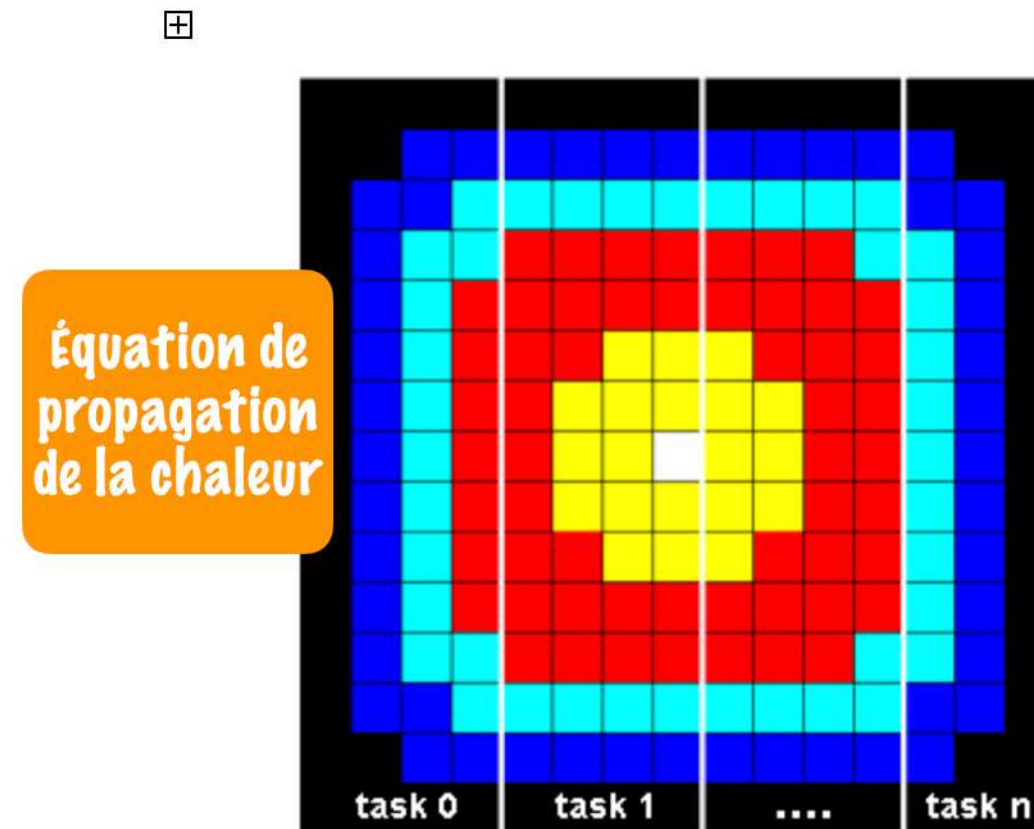 Équation de
propagation
de la chaleur
task 0 task 1 .... task n